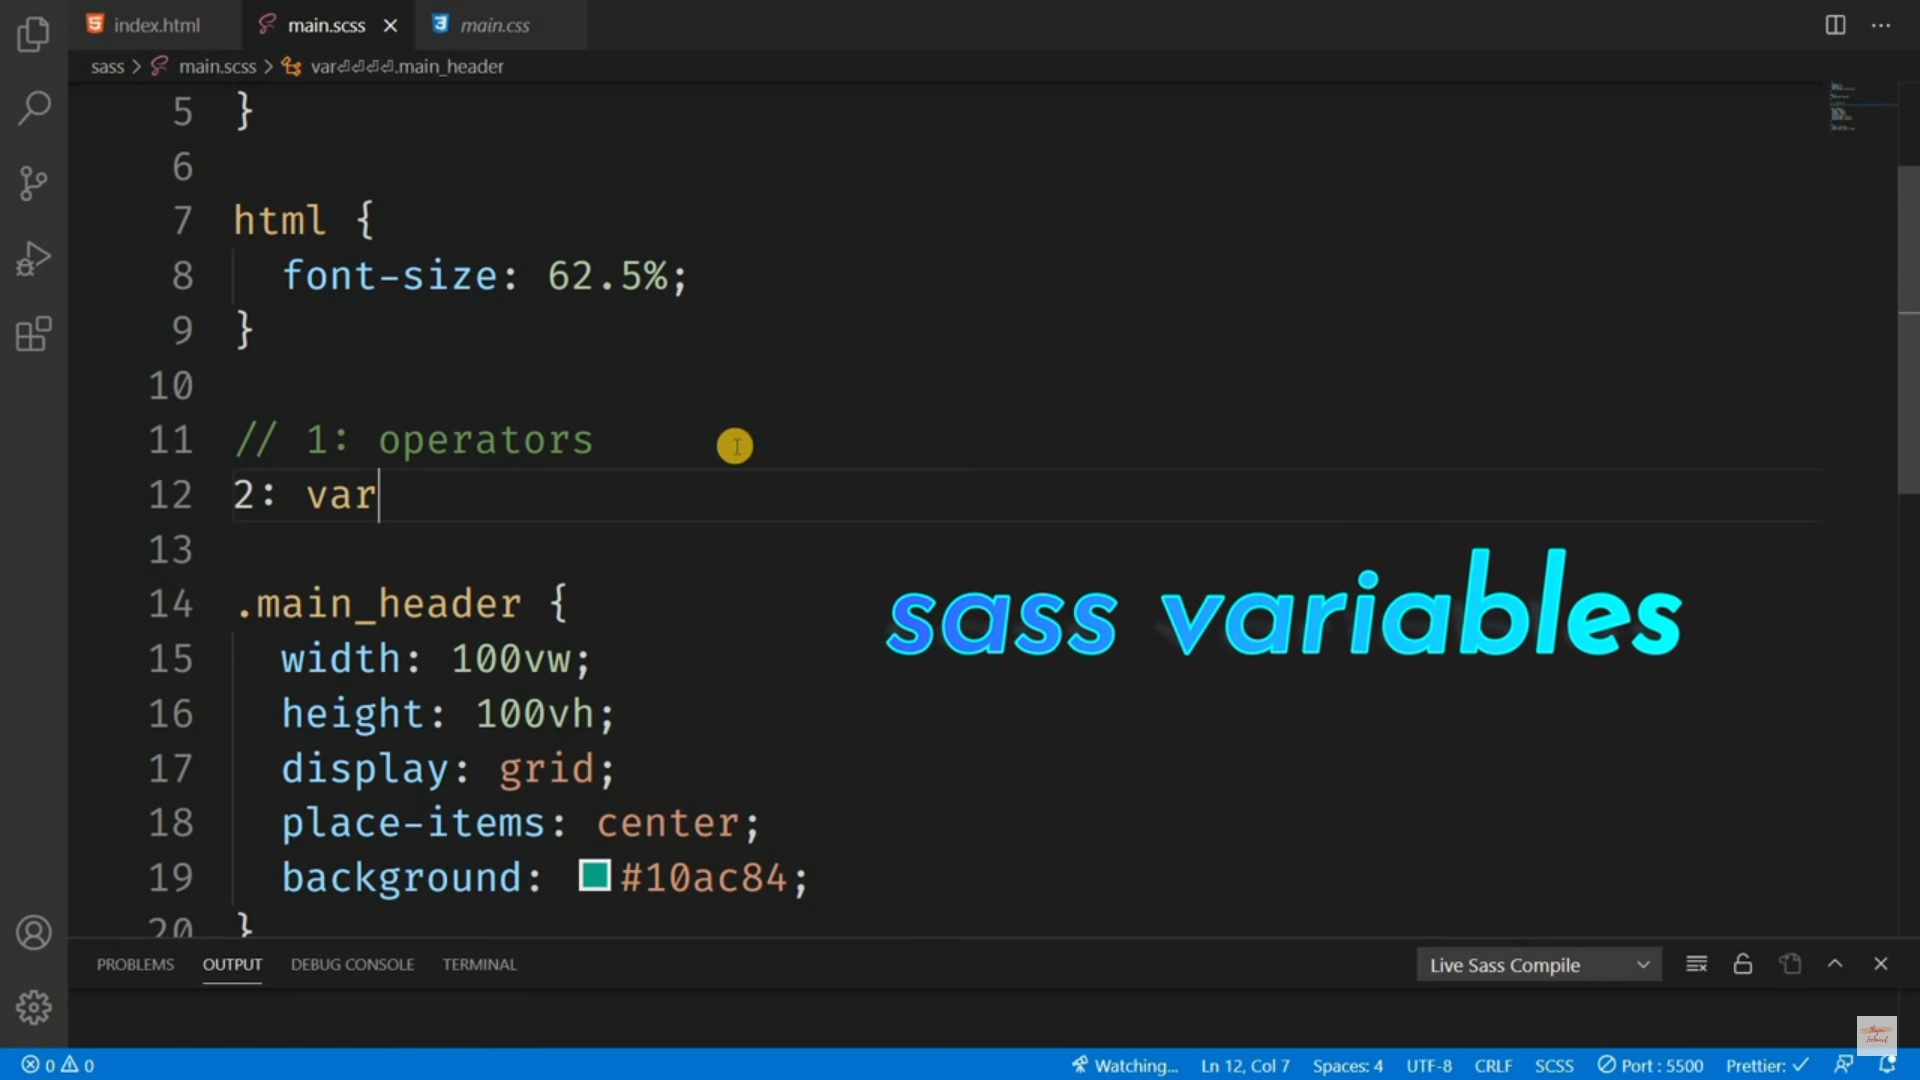 index.html
main.scss
main.css
sass > main.scss > var⏎⏎⏎⏎.main_header
5 }
6
7 html {
8 font-size: 62.5%;
9 }
10
11 // 1: operators
12 2: var
13
14 .main_header {
15 width: 100vw;
16 height: 100vh;
17 display: grid;
18 place-items: center;
19 background: #10ac84;
20 }
sass variables
PROBLEMS OUTPUT DEBUG CONSOLE TERMINAL
Live Sass Compile
0 0
Watching... Ln 12, Col 7 Spaces: 4 UTF-8 CRLF SCSS Port : 5500 Prettier: ✓